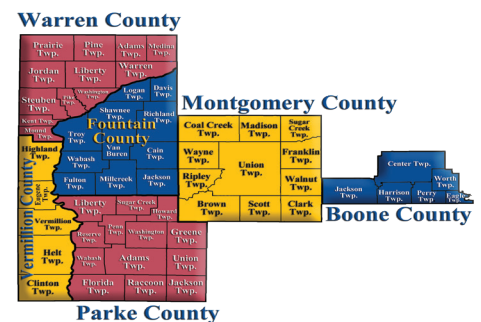 Warren County
Prairie Twp.
Pine Twp.
Adams Twp.
Medina Twp.
Jordan Twp.
Liberty Twp.
Warren Twp.
Steuben Twp.
Pike Twp.
Washington Twp.
Kent Twp.
Mound Twp.
Logan Twp.
Davis Twp.
Shawnee Twp.
Richland Twp.
Fountain County
Troy Twp.
Van Buren Twp.
Cain Twp.
Wabash Twp.
Fulton Twp.
Millcreek Twp.
Jackson Twp.
Montgomery County
Coal Creek Twp.
Madison Twp.
Sugar Creek Twp.
Wayne Twp.
Union Twp.
Franklin Twp.
Ripley Twp.
Walnut Twp.
Brown Twp.
Scott Twp.
Clark Twp.
Center Twp.
Jackson Twp.
Harrison Twp.
Perry Twp.
Worth Twp.
Eagle Twp.
Boone County
Vermillion County
Highland Twp.
Eugene Twp.
Vermillion Twp.
Helt Twp.
Clinton Twp.
Liberty Twp.
Sugar Creek Twp.
Howard Twp.
Reserve Twp.
Penn Twp.
Washington Twp.
Greene Twp.
Wabash Twp.
Adams Twp.
Union Twp.
Florida Twp.
Raccoon Twp.
Jackson Twp.
Parke County